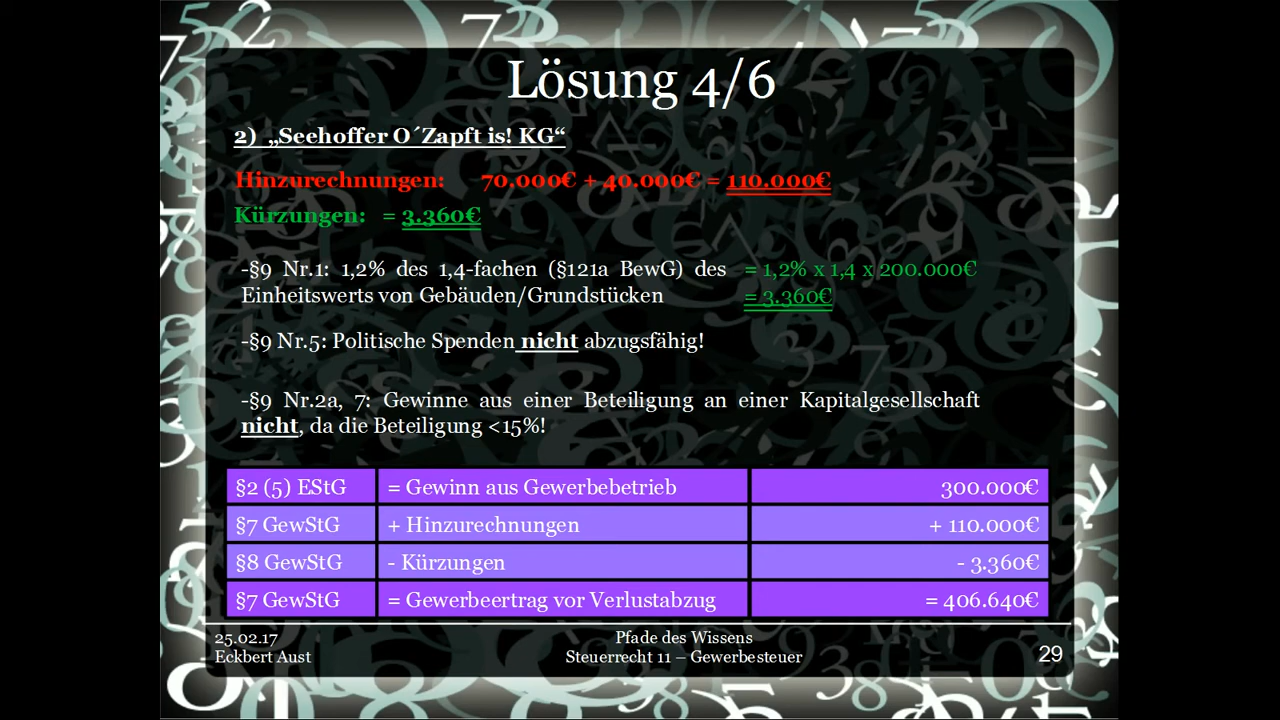 Lösung 4/6
2) „Seehoffer O´Zapft is! KG“
Hinzurechnungen: 70.000€ + 40.000€ = 110.000€
Kürzungen: = 3.360€
-§9 Nr.1: 1,2% des 1,4-fachen (§121a BewG) des = 1,2% x 1,4 x 200.000€
Einheitswerts von Gebäuden/Grundstücken = 3.360€
-§9 Nr.5: Politische Spenden nicht abzugsfähig!
-§9 Nr.2a, 7: Gewinne aus einer Beteiligung an einer Kapitalgesellschaft
nicht, da die Beteiligung <15%!
§2 (5) EStG = Gewinn aus Gewerbebetrieb 300.000€
§7 GewStG + Hinzurechnungen + 110.000€
§8 GewStG - Kürzungen - 3.360€
§7 GewStG = Gewerbeertrag vor Verlustabzug = 406.640€
25.02.17 Pfade des Wissens
Eckbert Aust Steuerrecht 11 – Gewerbesteuer 29